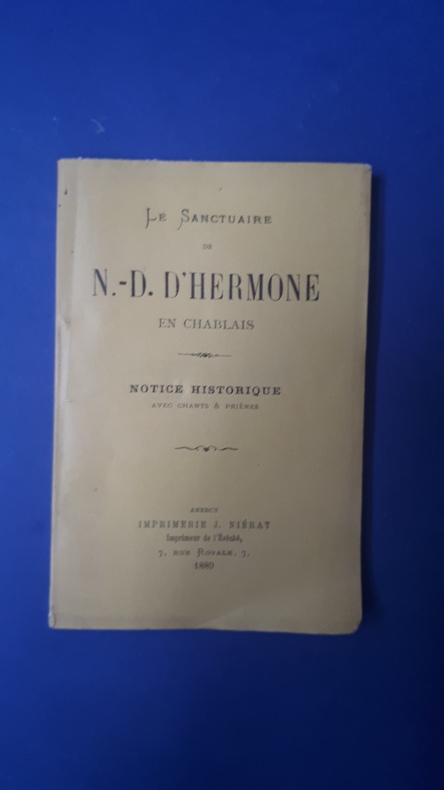 LE SANCTUAIRE
DE
N.-D. D'HERMONE
EN CHABLAIS
NOTICE HISTORIQUE
AVEC CHANTS & PRIÈRES
ANNECY
IMPRIMERIE J. NIÉRAT
Imprimeur de l'Évêché,
7, RUE ROYALE, 7,
1889